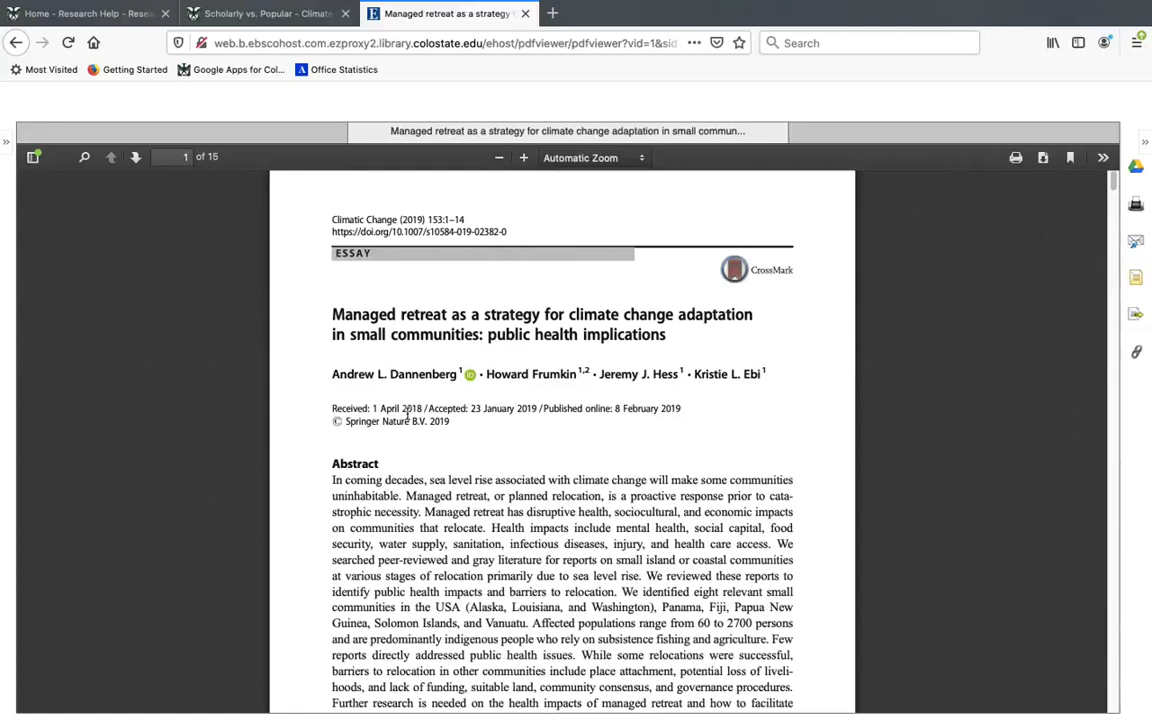 Home - Research Help - Resea
Scholarly vs. Popular - Climate
Managed retreat as a strategy
web.b.ebscohost.com.ezproxy2.library.colostate.edu/ehost/pdfviewer/pdfviewer?vid=1&sid
Search
Most Visited
Getting Started
Google Apps for Col...
Office Statistics
Managed retreat as a strategy for climate change adaptation in small commun...
1 of 15
Automatic Zoom
Climatic Change (2019) 153:1–14
https://doi.org/10.1007/s10584-019-02382-0
ESSAY
CrossMark
Managed retreat as a strategy for climate change adaptation
in small communities: public health implications
Andrew L. Dannenberg 1 iD · Howard Frumkin 1,2 · Jeremy J. Hess 1 · Kristie L. Ebi 1
Received: 1 April 2018 / Accepted: 23 January 2019 / Published online: 8 February 2019
© Springer Nature B.V. 2019
Abstract
In coming decades, sea level rise associated with climate change will make some communities
uninhabitable. Managed retreat, or planned relocation, is a proactive response prior to cata-
strophic necessity. Managed retreat has disruptive health, sociocultural, and economic impacts
on communities that relocate. Health impacts include mental health, social capital, food
security, water supply, sanitation, infectious diseases, injury, and health care access. We
searched peer-reviewed and gray literature for reports on small island or coastal communities
at various stages of relocation primarily due to sea level rise. We reviewed these reports to
identify public health impacts and barriers to relocation. We identified eight relevant small
communities in the USA (Alaska, Louisiana, and Washington), Panama, Fiji, Papua New
Guinea, Solomon Islands, and Vanuatu. Affected populations range from 60 to 2700 persons
and are predominantly indigenous people who rely on subsistence fishing and agriculture. Few
reports directly addressed public health issues. While some relocations were successful,
barriers to relocation in other communities include place attachment, potential loss of liveli-
hoods, and lack of funding, suitable land, community consensus, and governance procedures.
Further research is needed on the health impacts of managed retreat and how to facilitate